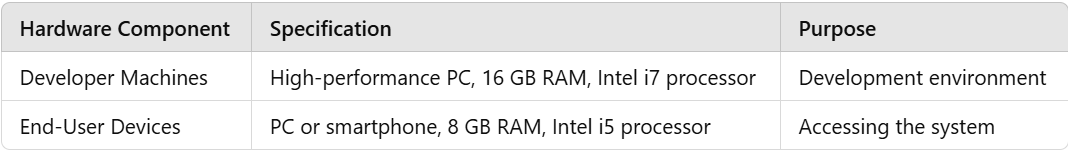 Hardware Component Specification Purpose
Developer Machines High-performance PC, 16 GB RAM, Intel i7 processor Development environment
End-User Devices PC or smartphone, 8 GB RAM, Intel i5 processor Accessing the system